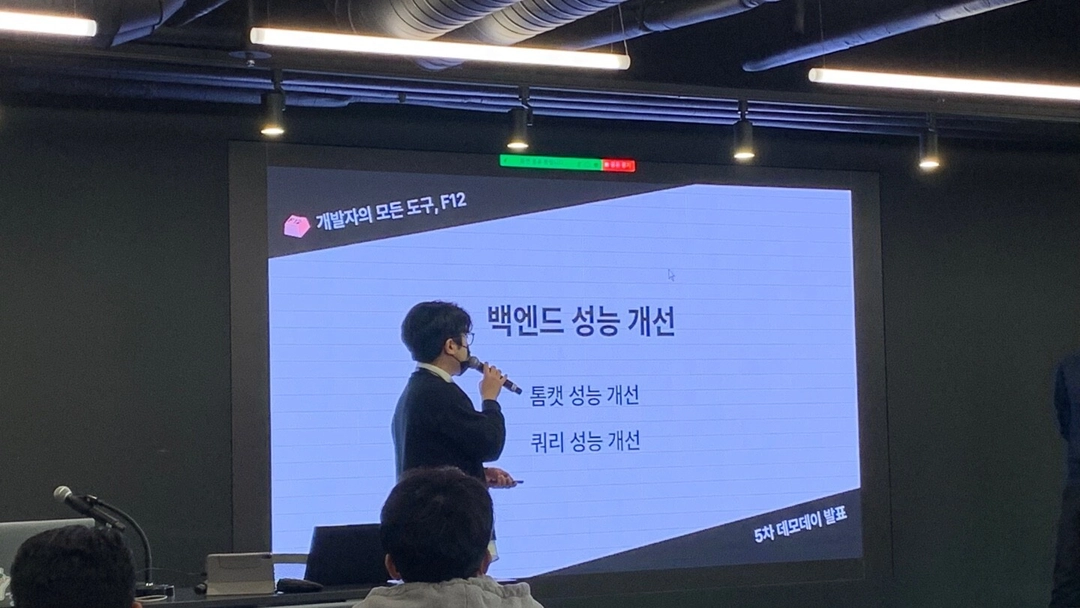 개발자의 모든 도구, F12
백엔드 성능 개선
톰캣 성능 개선
쿼리 성능 개선
5차 데모데이 발표